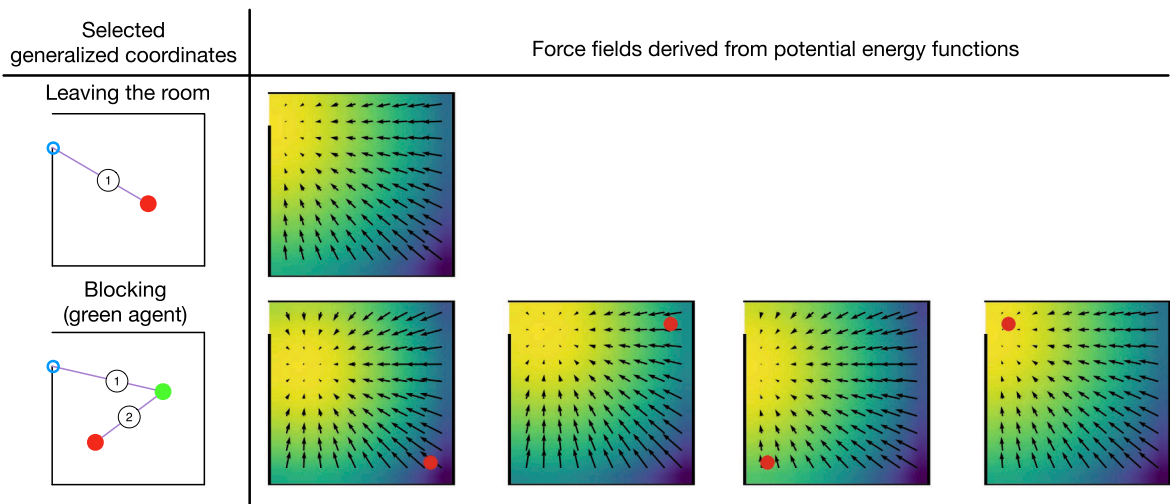 Selected
generalized coordinates
Force fields derived from potential energy functions
Leaving the room
1
Blocking
(green agent)
1
2